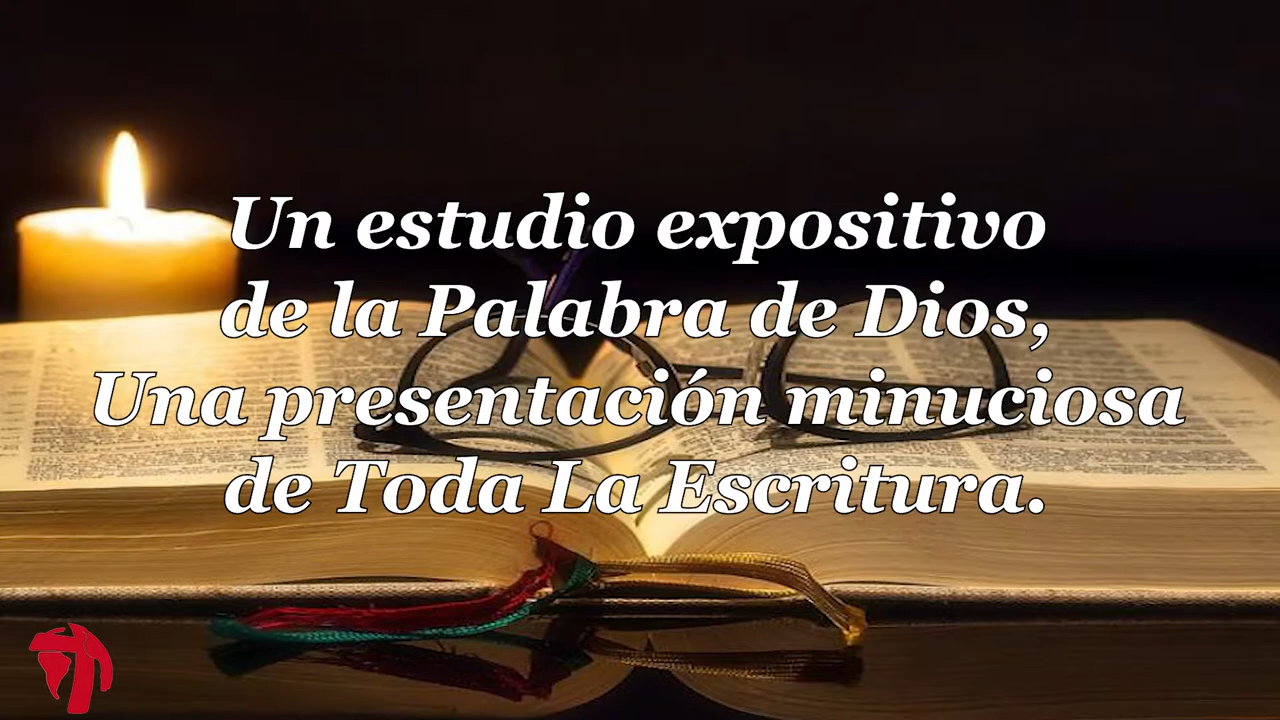 Un estudio expositivo
de la Palabra de Dios,
Una presentación minuciosa
de Toda La Escritura.